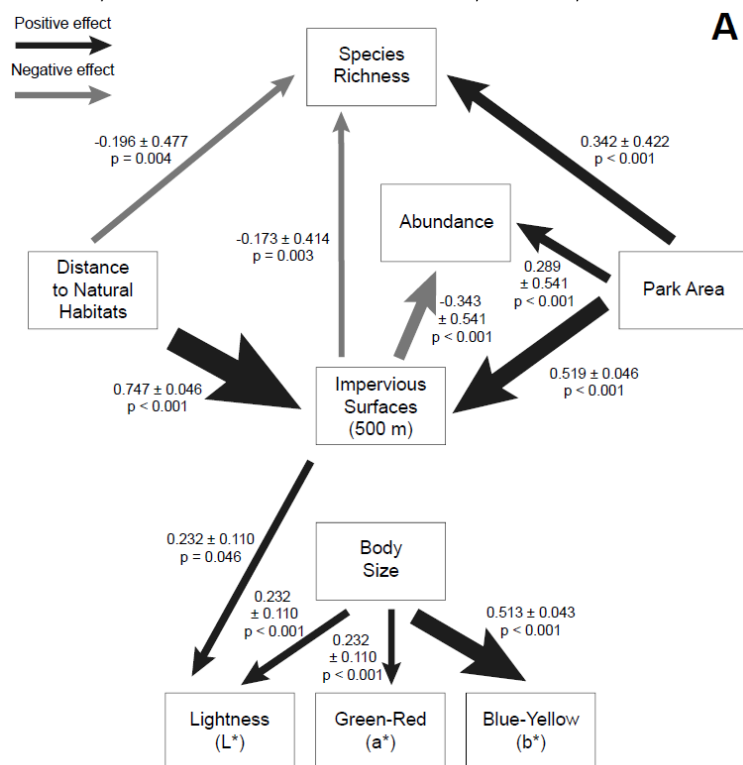 Positive effect
Negative effect
A
Species
Richness
-0.196 ± 0.477
p = 0.004
0.342 ± 0.422
p < 0.001
-0.173 ± 0.414
p = 0.003
Abundance
Distance
to Natural
Habitats
0.289
± 0.541
p < 0.001
Park Area
-0.343
± 0.541
p < 0.001
0.747 ± 0.046
p < 0.001
Impervious
Surfaces
(500 m)
0.519 ± 0.046
p < 0.001
0.232 ± 0.110
p = 0.046
Body
Size
0.232
± 0.110
p < 0.001
0.232
± 0.110
p < 0.001
0.513 ± 0.043
p < 0.001
Lightness
(L*)
Green-Red
(a*)
Blue-Yellow
(b*)